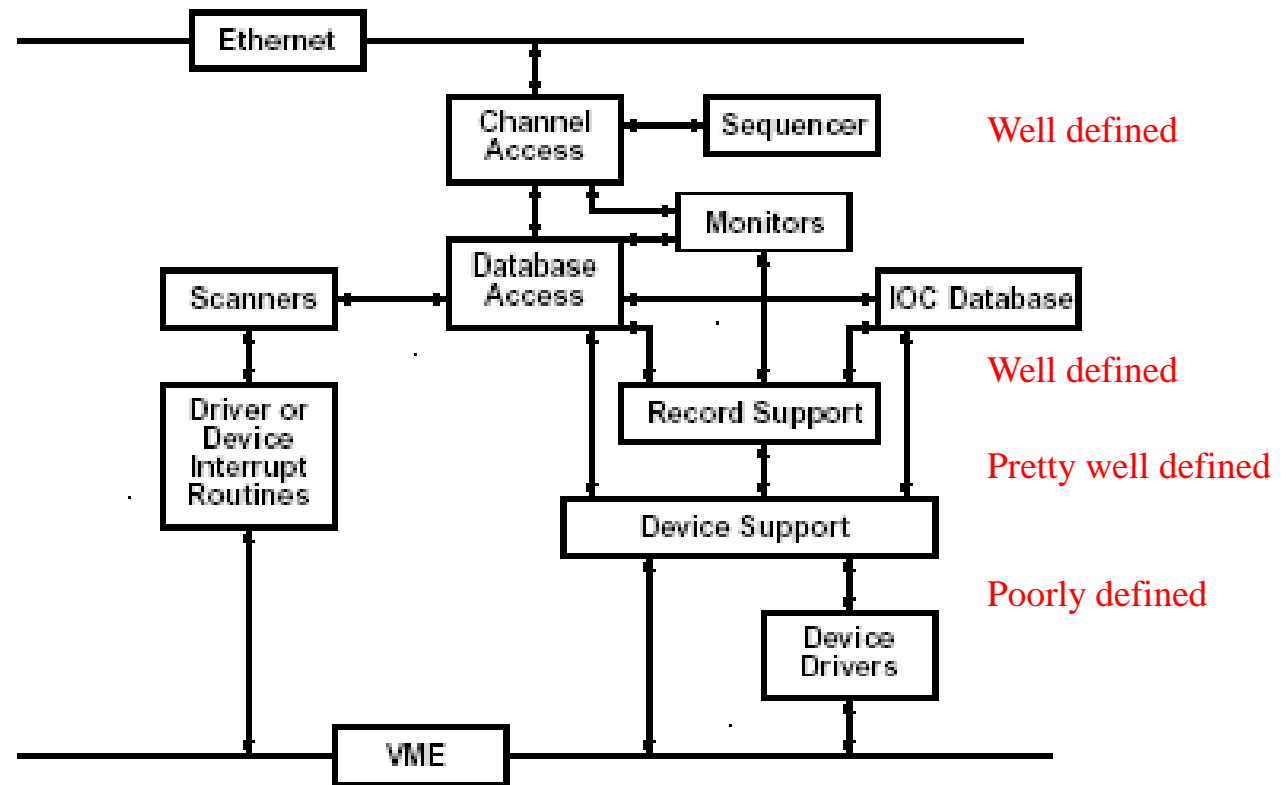 Ethernet
Channel
Access
Sequencer
Well defined
Monitors
Database
Access
Scanners
IOC Database
Well defined
Driver or
Device
Interrupt
Routines
Record Support
Pretty well defined
Device Support
Poorly defined
Device
Drivers
VME